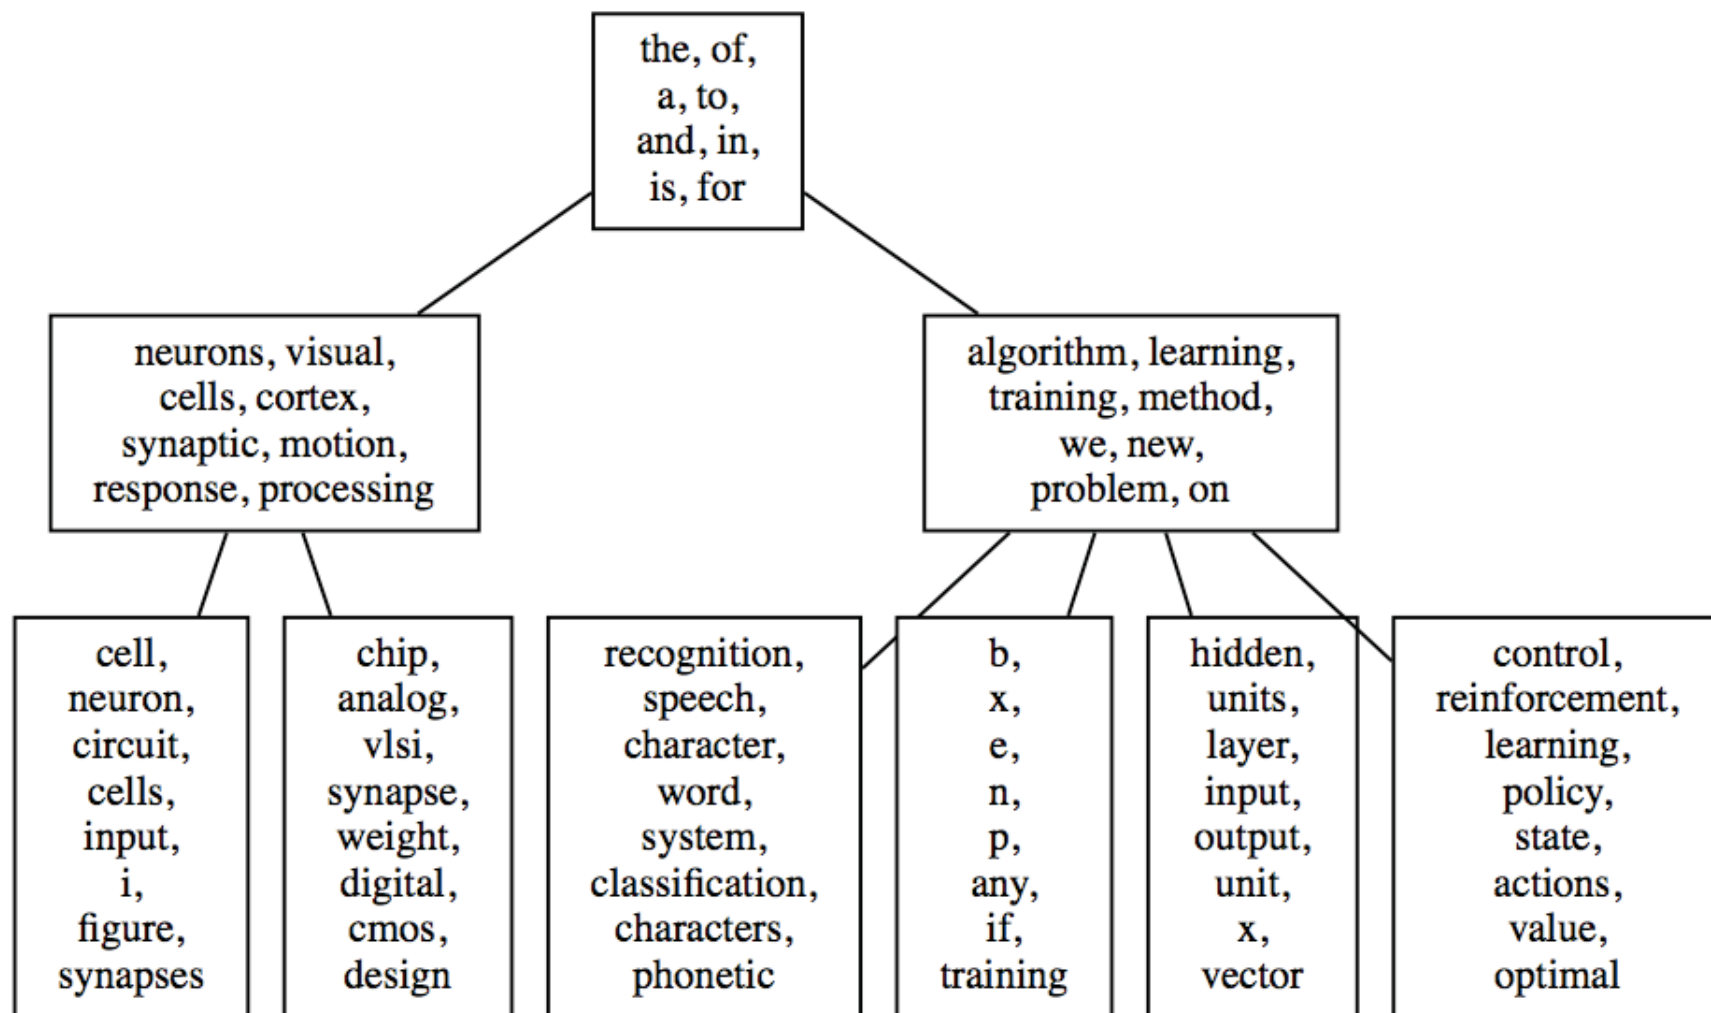 the, of,
a, to,
and, in,
is, for
neurons, visual,
cells, cortex,
synaptic, motion,
response, processing
algorithm, learning,
training, method,
we, new,
problem, on
cell,
neuron,
circuit,
cells,
input,
i,
figure,
synapses
chip,
analog,
vlsi,
synapse,
weight,
digital,
cmos,
design
recognition,
speech,
character,
word,
system,
classification,
characters,
phonetic
b,
x,
e,
n,
p,
any,
if,
training
hidden,
units,
layer,
input,
output,
unit,
x,
vector
control,
reinforcement,
learning,
policy,
state,
actions,
value,
optimal